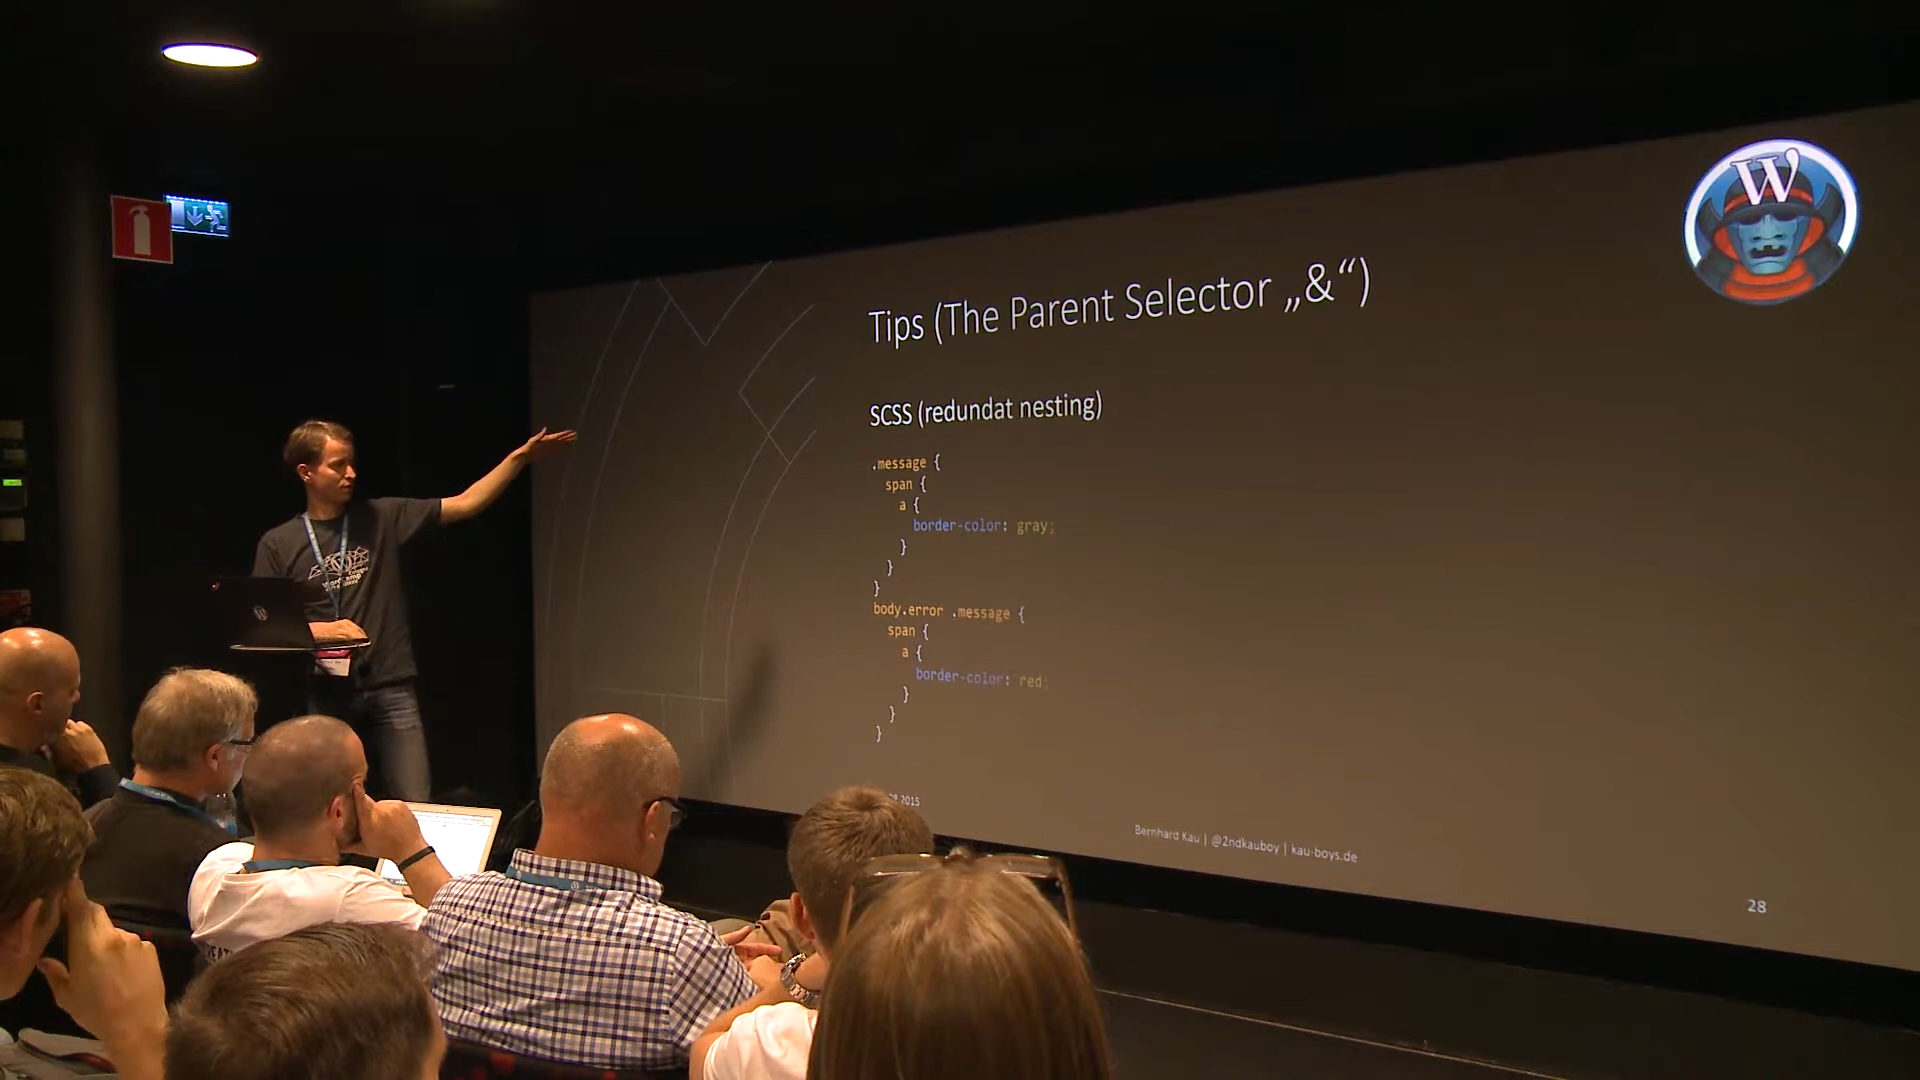 Tips (The Parent Selector „&“)
SCSS (redundat nesting)
.message {
span {
a {
border-color: gray;
}
}
}
body.error .message {
span {
a {
border-color: red;
}
}
}
2015
Bernhard Kau | @2ndkauboy | kau-boys.de
28
W